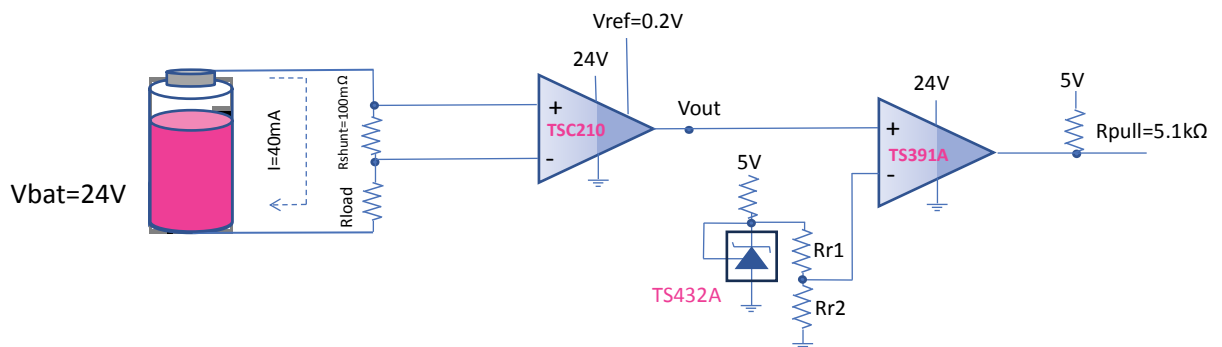 Vref=0.2V
24V
5V
24V
I=40mA
Rshunt=100mΩ
+
TSC210
-
Vout
+
TS391A
-
Rpull=5.1kΩ
Vbat=24V
Rload
5V
Rr1
TS432A
Rr2